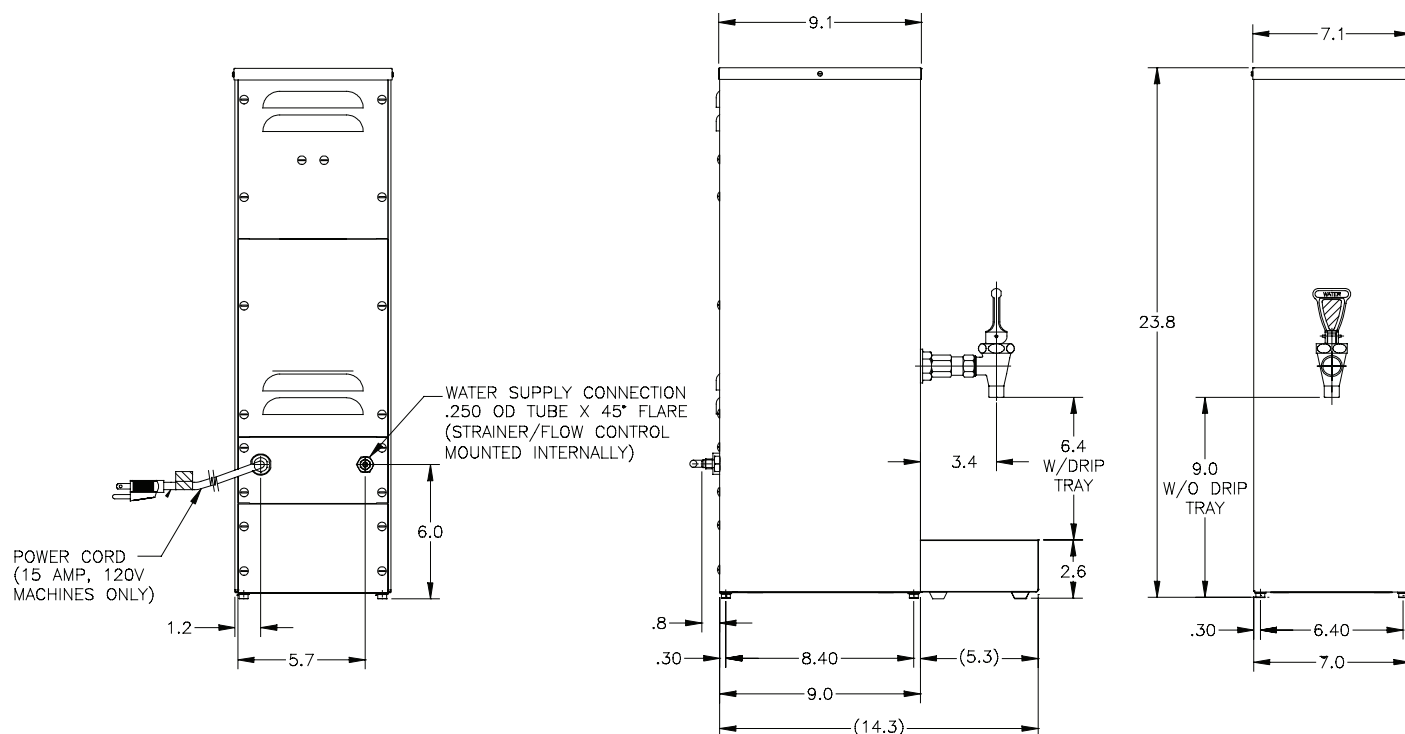 9.1
7.1
WATER
23.8
WATER SUPPLY CONNECTION
.250 OD TUBE X 45° FLARE
(STRAINER/FLOW CONTROL
MOUNTED INTERNALLY)
6.4
W/DRIP
TRAY
3.4
9.0
W/O DRIP
TRAY
6.0
POWER CORD
(15 AMP, 120V
MACHINES ONLY)
2.6
1.2
.8
5.7
.30
8.40
(5.3)
.30
6.40
9.0
7.0
(14.3)